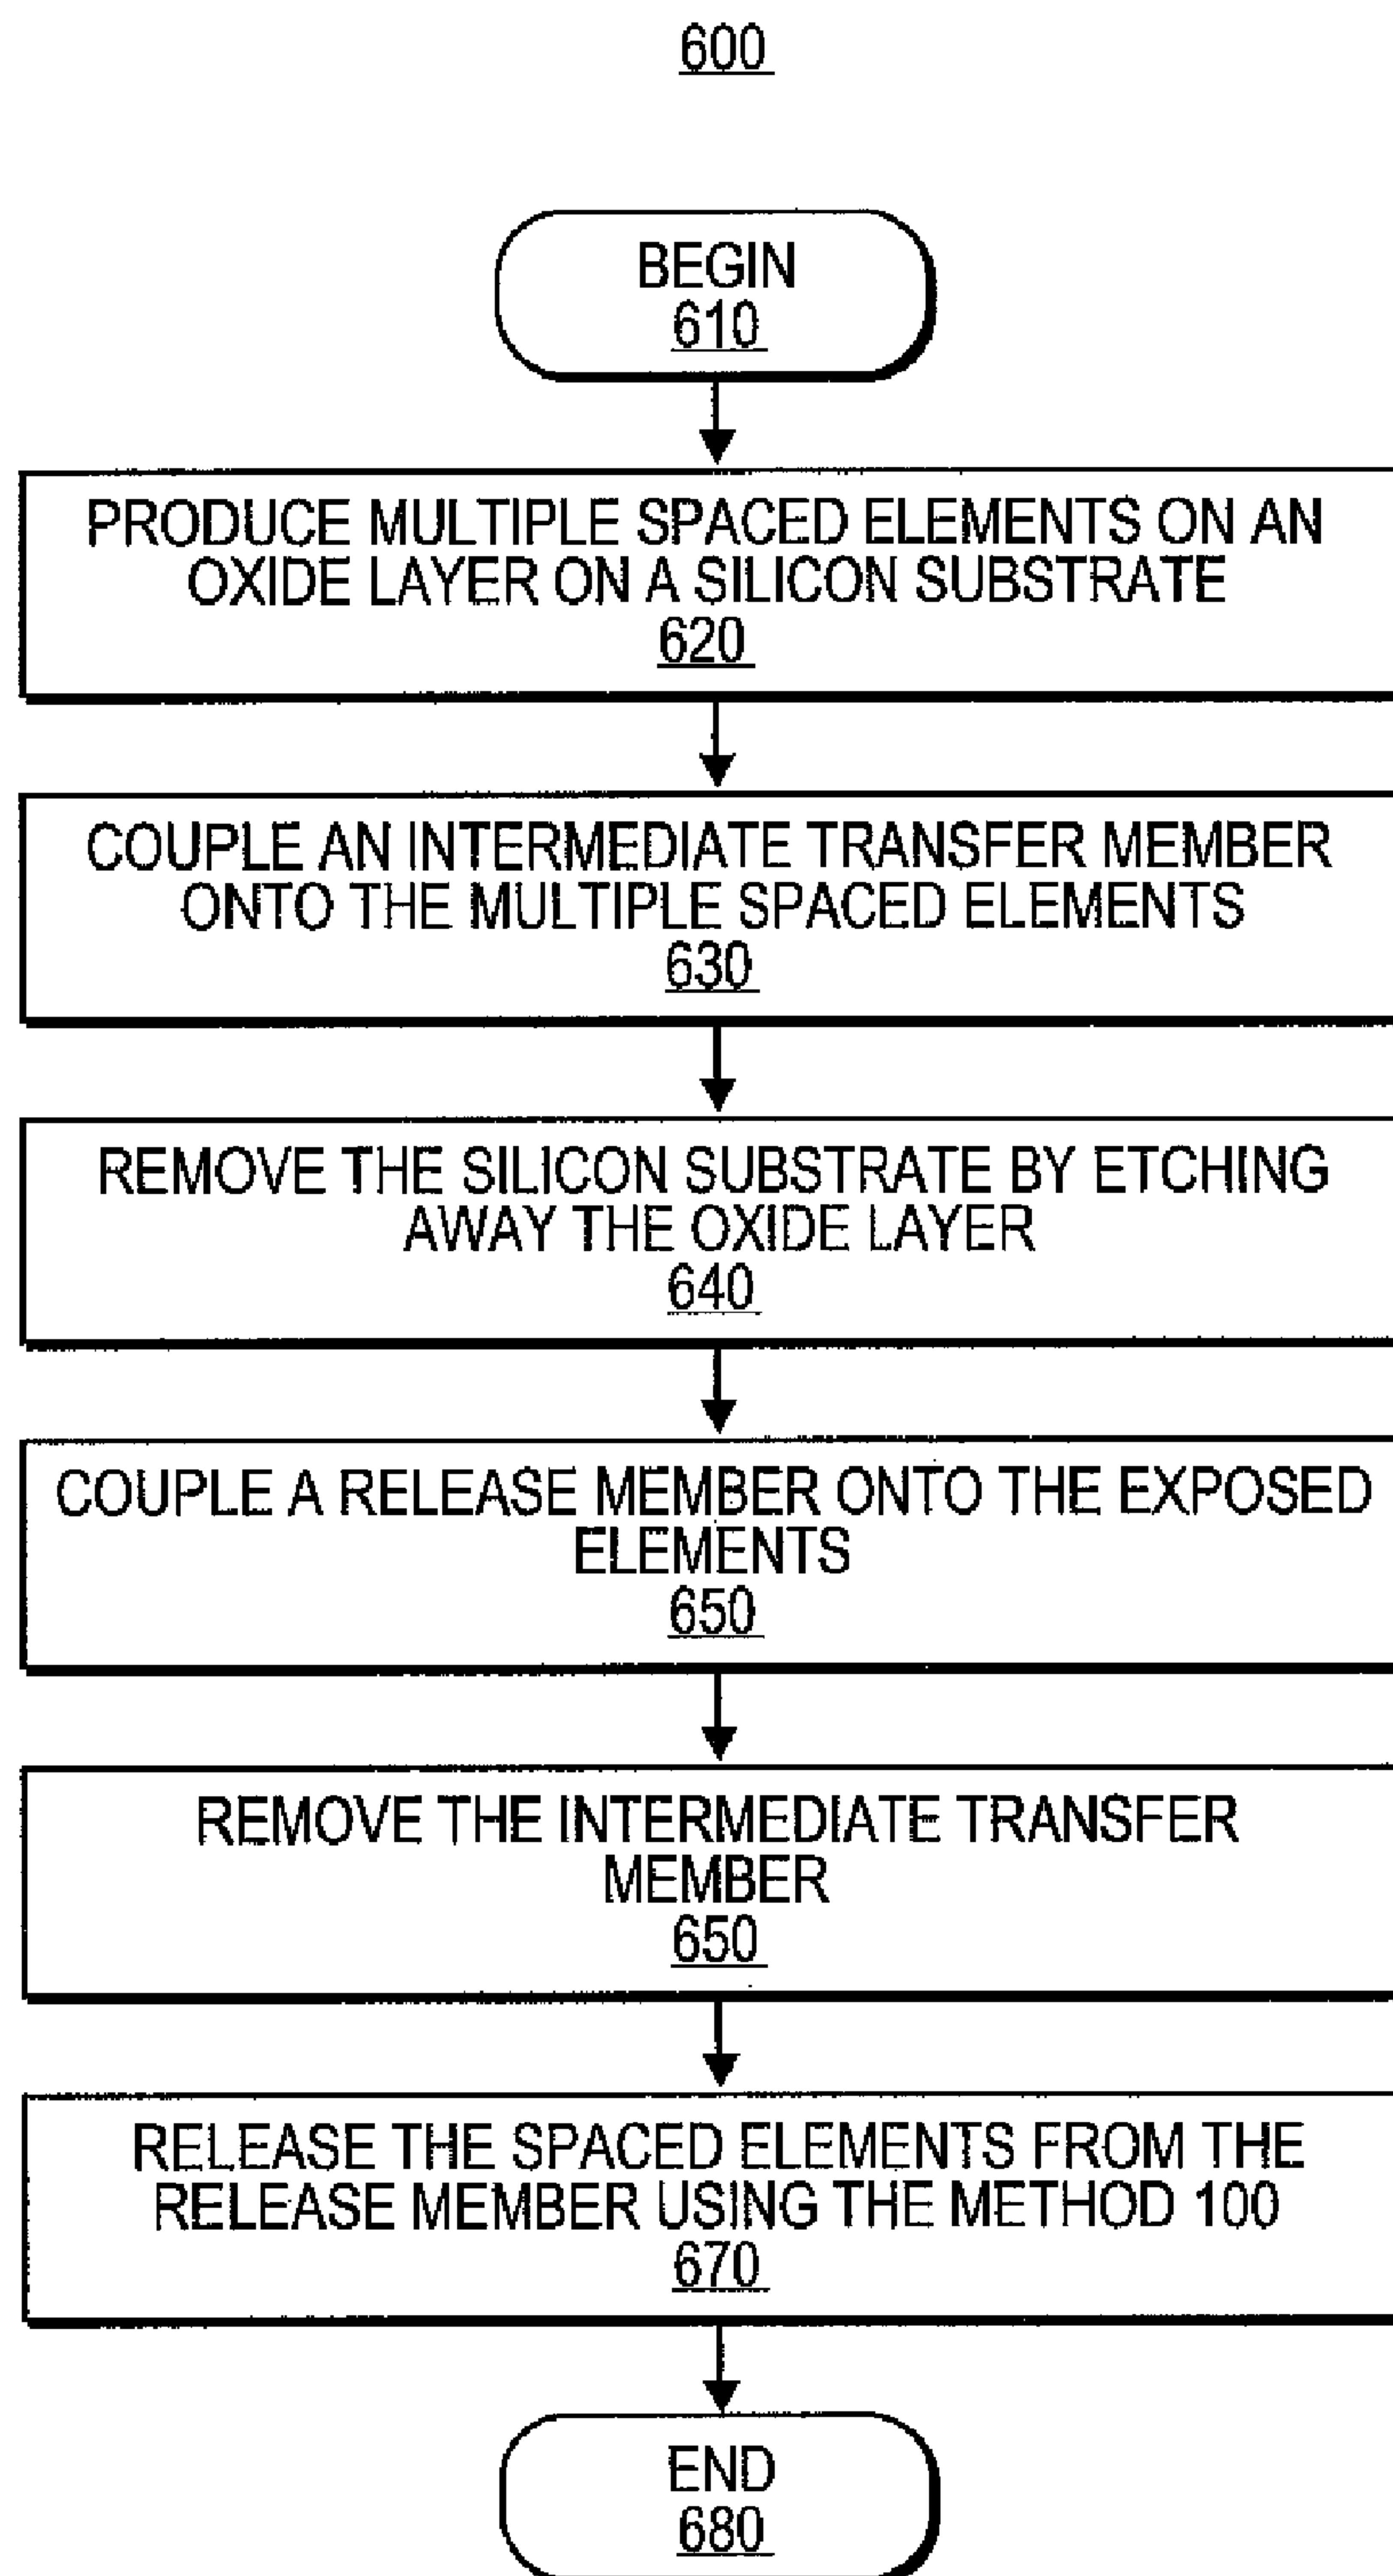 600
BEGIN
610
PRODUCE MULTIPLE SPACED ELEMENTS ON AN
OXIDE LAYER ON A SILICON SUBSTRATE
620
COUPLE AN INTERMEDIATE TRANSFER MEMBER
ONTO THE MULTIPLE SPACED ELEMENTS
630
REMOVE THE SILICON SUBSTRATE BY ETCHING
AWAY THE OXIDE LAYER
640
COUPLE A RELEASE MEMBER ONTO THE EXPOSED
ELEMENTS
650
REMOVE THE INTERMEDIATE TRANSFER
MEMBER
650
RELEASE THE SPACED ELEMENTS FROM THE
RELEASE MEMBER USING THE METHOD 100
670
END
680